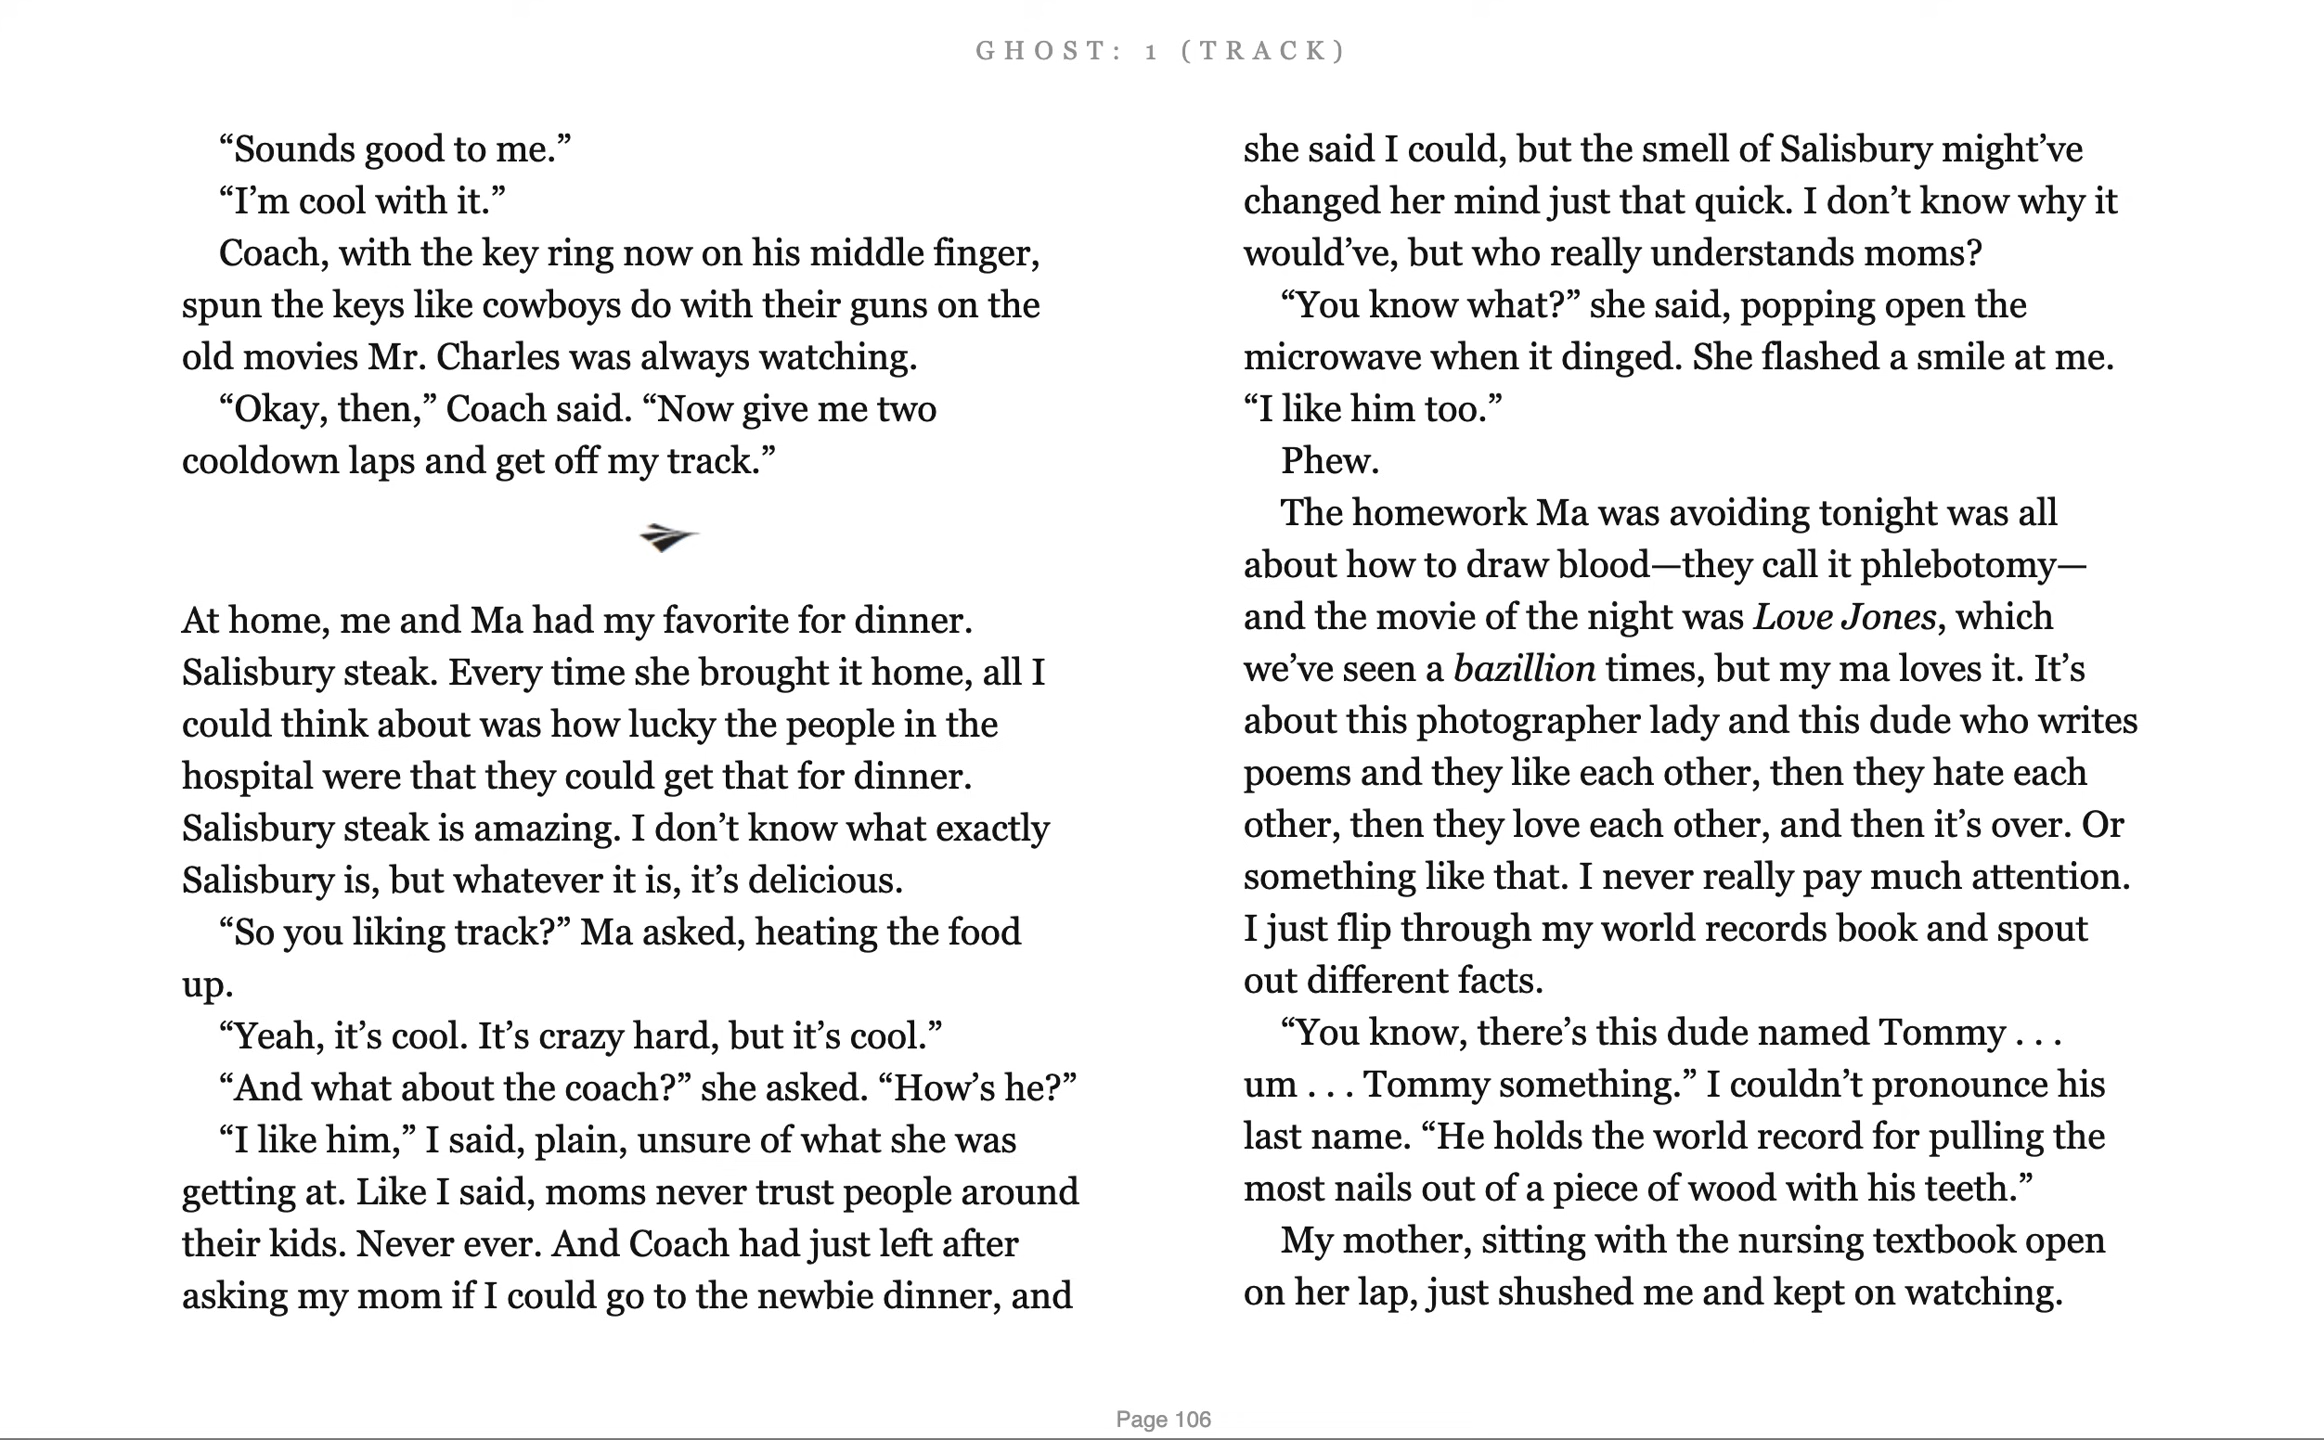 GHOST: 1 (TRACK)
“Sounds good to me.”
“I’m cool with it.”
Coach, with the key ring now on his middle finger,
spun the keys like cowboys do with their guns on the
old movies Mr. Charles was always watching.
“Okay, then,” Coach said. “Now give me two
cooldown laps and get off my track.”
At home, me and Ma had my favorite for dinner.
Salisbury steak. Every time she brought it home, all I
could think about was how lucky the people in the
hospital were that they could get that for dinner.
Salisbury steak is amazing. I don’t know what exactly
Salisbury is, but whatever it is, it’s delicious.
“So you liking track?” Ma asked, heating the food
up.
“Yeah, it’s cool. It’s crazy hard, but it’s cool.”
“And what about the coach?” she asked. “How’s he?”
“I like him,” I said, plain, unsure of what she was
getting at. Like I said, moms never trust people around
their kids. Never ever. And Coach had just left after
asking my mom if I could go to the newbie dinner, and
she said I could, but the smell of Salisbury might’ve
changed her mind just that quick. I don’t know why it
would’ve, but who really understands moms?
“You know what?” she said, popping open the
microwave when it dinged. She flashed a smile at me.
“I like him too.”
Phew.
The homework Ma was avoiding tonight was all
about how to draw blood—they call it phlebotomy—
and the movie of the night was Love Jones, which
we’ve seen a bazillion times, but my ma loves it. It’s
about this photographer lady and this dude who writes
poems and they like each other, then they hate each
other, then they love each other, and then it’s over. Or
something like that. I never really pay much attention.
I just flip through my world records book and spout
out different facts.
“You know, there’s this dude named Tommy . . .
um . . . Tommy something.” I couldn’t pronounce his
last name. “He holds the world record for pulling the
most nails out of a piece of wood with his teeth.”
My mother, sitting with the nursing textbook open
on her lap, just shushed me and kept on watching.
Page 106